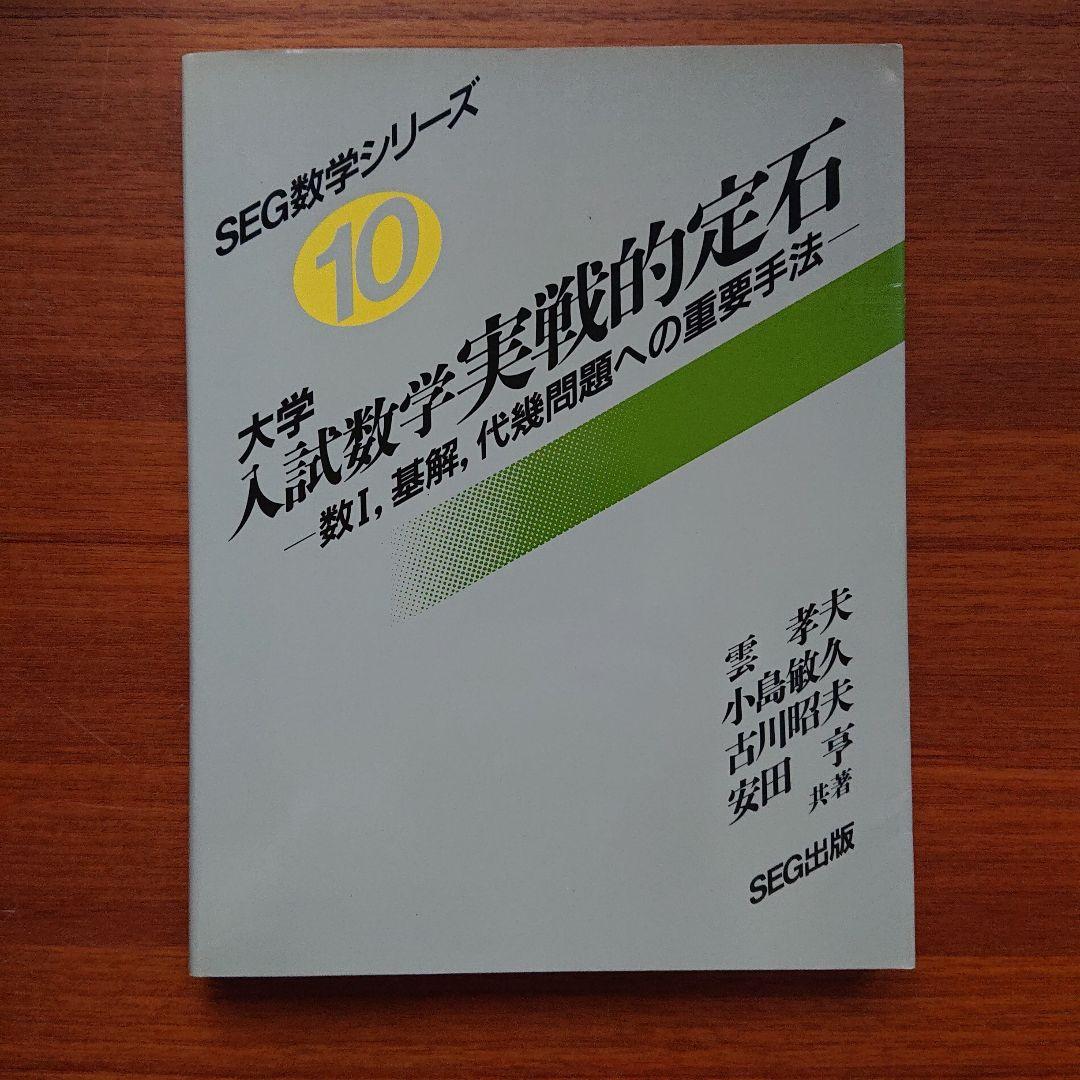 SEG数学シリーズ
10
大学
入試数学実戦的定石
―数I,基解,代幾問題への重要手法―
雲 孝夫
小島敏久
古川昭夫
安田 亨
共著
SEG出版